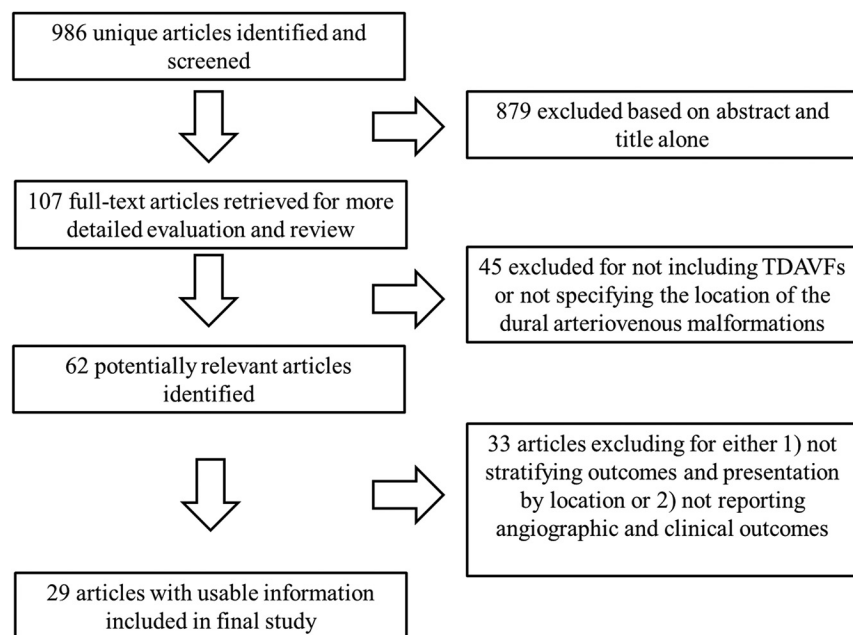 986 unique articles identified and
screened
879 excluded based on abstract and
title alone
107 full-text articles retrieved for more
detailed evaluation and review
45 excluded for not including TDAVFs
or not specifying the location of the
dural arteriovenous malformations
62 potentially relevant articles
identified
33 articles excluding for either 1) not
stratifying outcomes and presentation
by location or 2) not reporting
angiographic and clinical outcomes
29 articles with usable information
included in final study